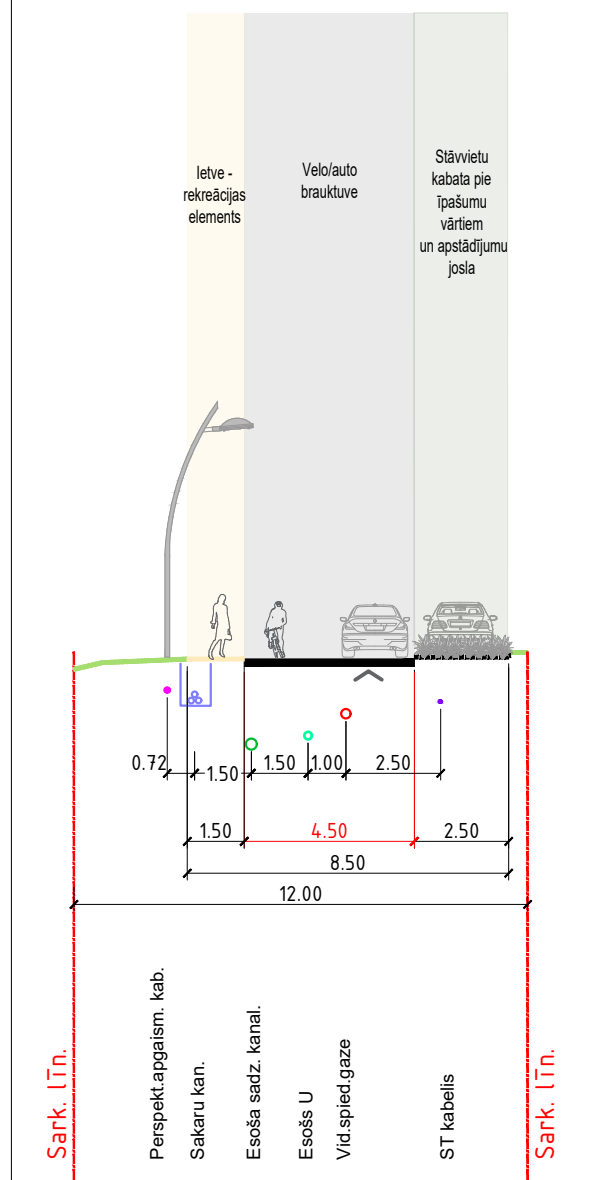 Ietve -
rekreācijas
elements
Velo/auto
brauktuve
Stāvvietu
kabata pie
īpašumu
vārtiem
un apstādījumu
josla
0.72
1.50
1.50
1.00
2.50
1.50
4.50
2.50
8.50
12.00
Sark. līn.
Perspekt.apgaism. kab.
Sakaru kan.
Esoša sadz. kanal.
Esošs U
Vid.spied.gaze
ST kabelis
Sark. līn.